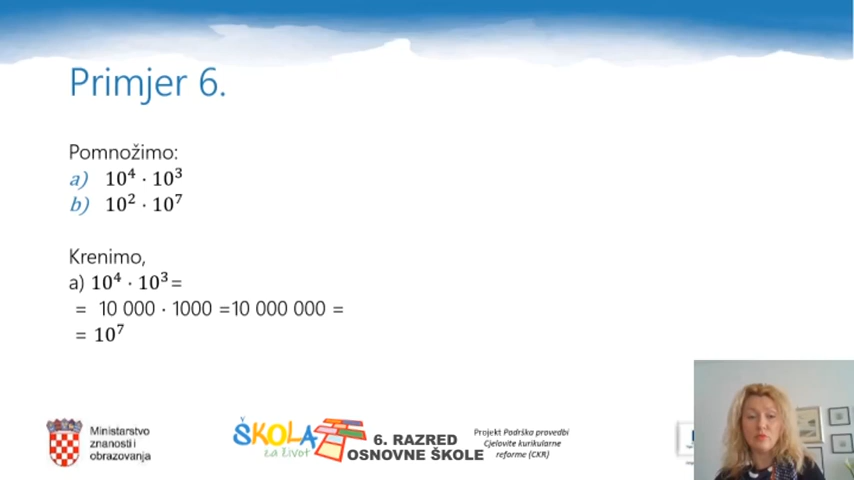 Primjer 6.
Pomnožimo:
a) 10⁴ · 10³
b) 10² · 10⁷
Krenimo,
a) 10⁴ · 10³=
= 10 000 · 1000 =10 000 000 =
= 10⁷
Ministarstvo
znanosti i
obrazovanja
ŠKOLA
za život
6. RAZRED
OSNOVNE ŠKOLE
Projekt Podrška provedbi
Cjelovite kurikularne
reforme (CKR)